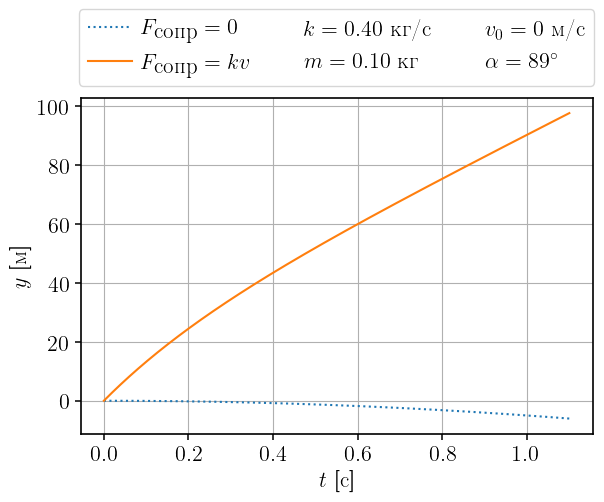 F_сопр = 0 k = 0.40 кг/с v_0 = 0 м/с
F_сопр = kv m = 0.10 кг α = 89°
100
80
60
40
20
0
y [м]
0.0 0.2 0.4 0.6 0.8 1.0
t [с]